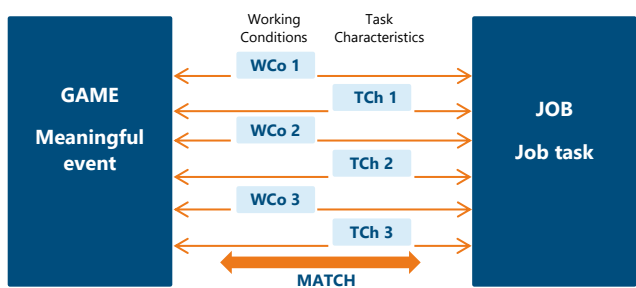 Working
Conditions
Task
Characteristics
GAME
Meaningful
event
WCo 1
TCh 1
WCo 2
TCh 2
WCo 3
TCh 3
MATCH
JOB
Job task